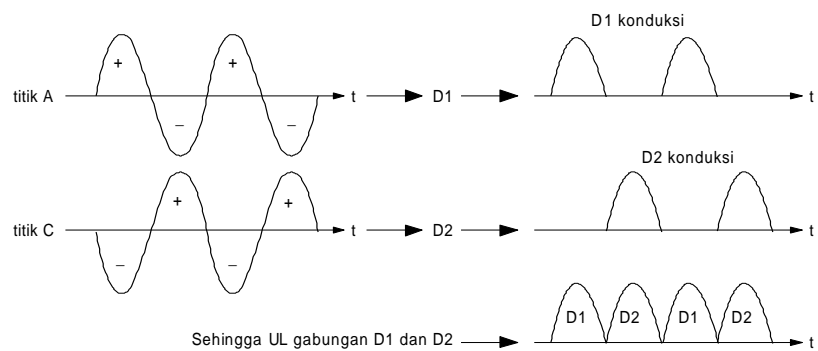 D1 konduksi
+ +
titik A t D1 t
– –
D2 konduksi
+ +
titik C t D2 t
– –
D1 D2 D1 D2
Sehingga UL gabungan D1 dan D2 t